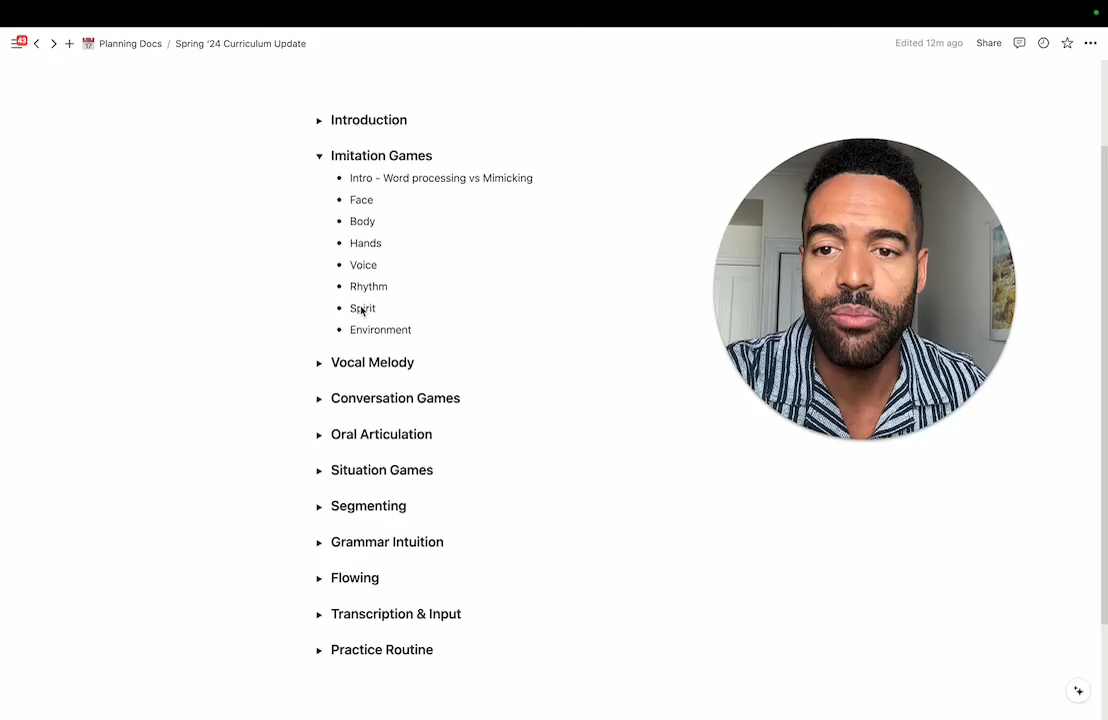 43
17 Planning Docs / Spring '24 Curriculum Update
Edited 12m ago Share
Introduction
Imitation Games
Intro - Word processing vs Mimicking
Face
Body
Hands
Voice
Rhythm
Spirit
Environment
Vocal Melody
Conversation Games
Oral Articulation
Situation Games
Segmenting
Grammar Intuition
Flowing
Transcription & Input
Practice Routine